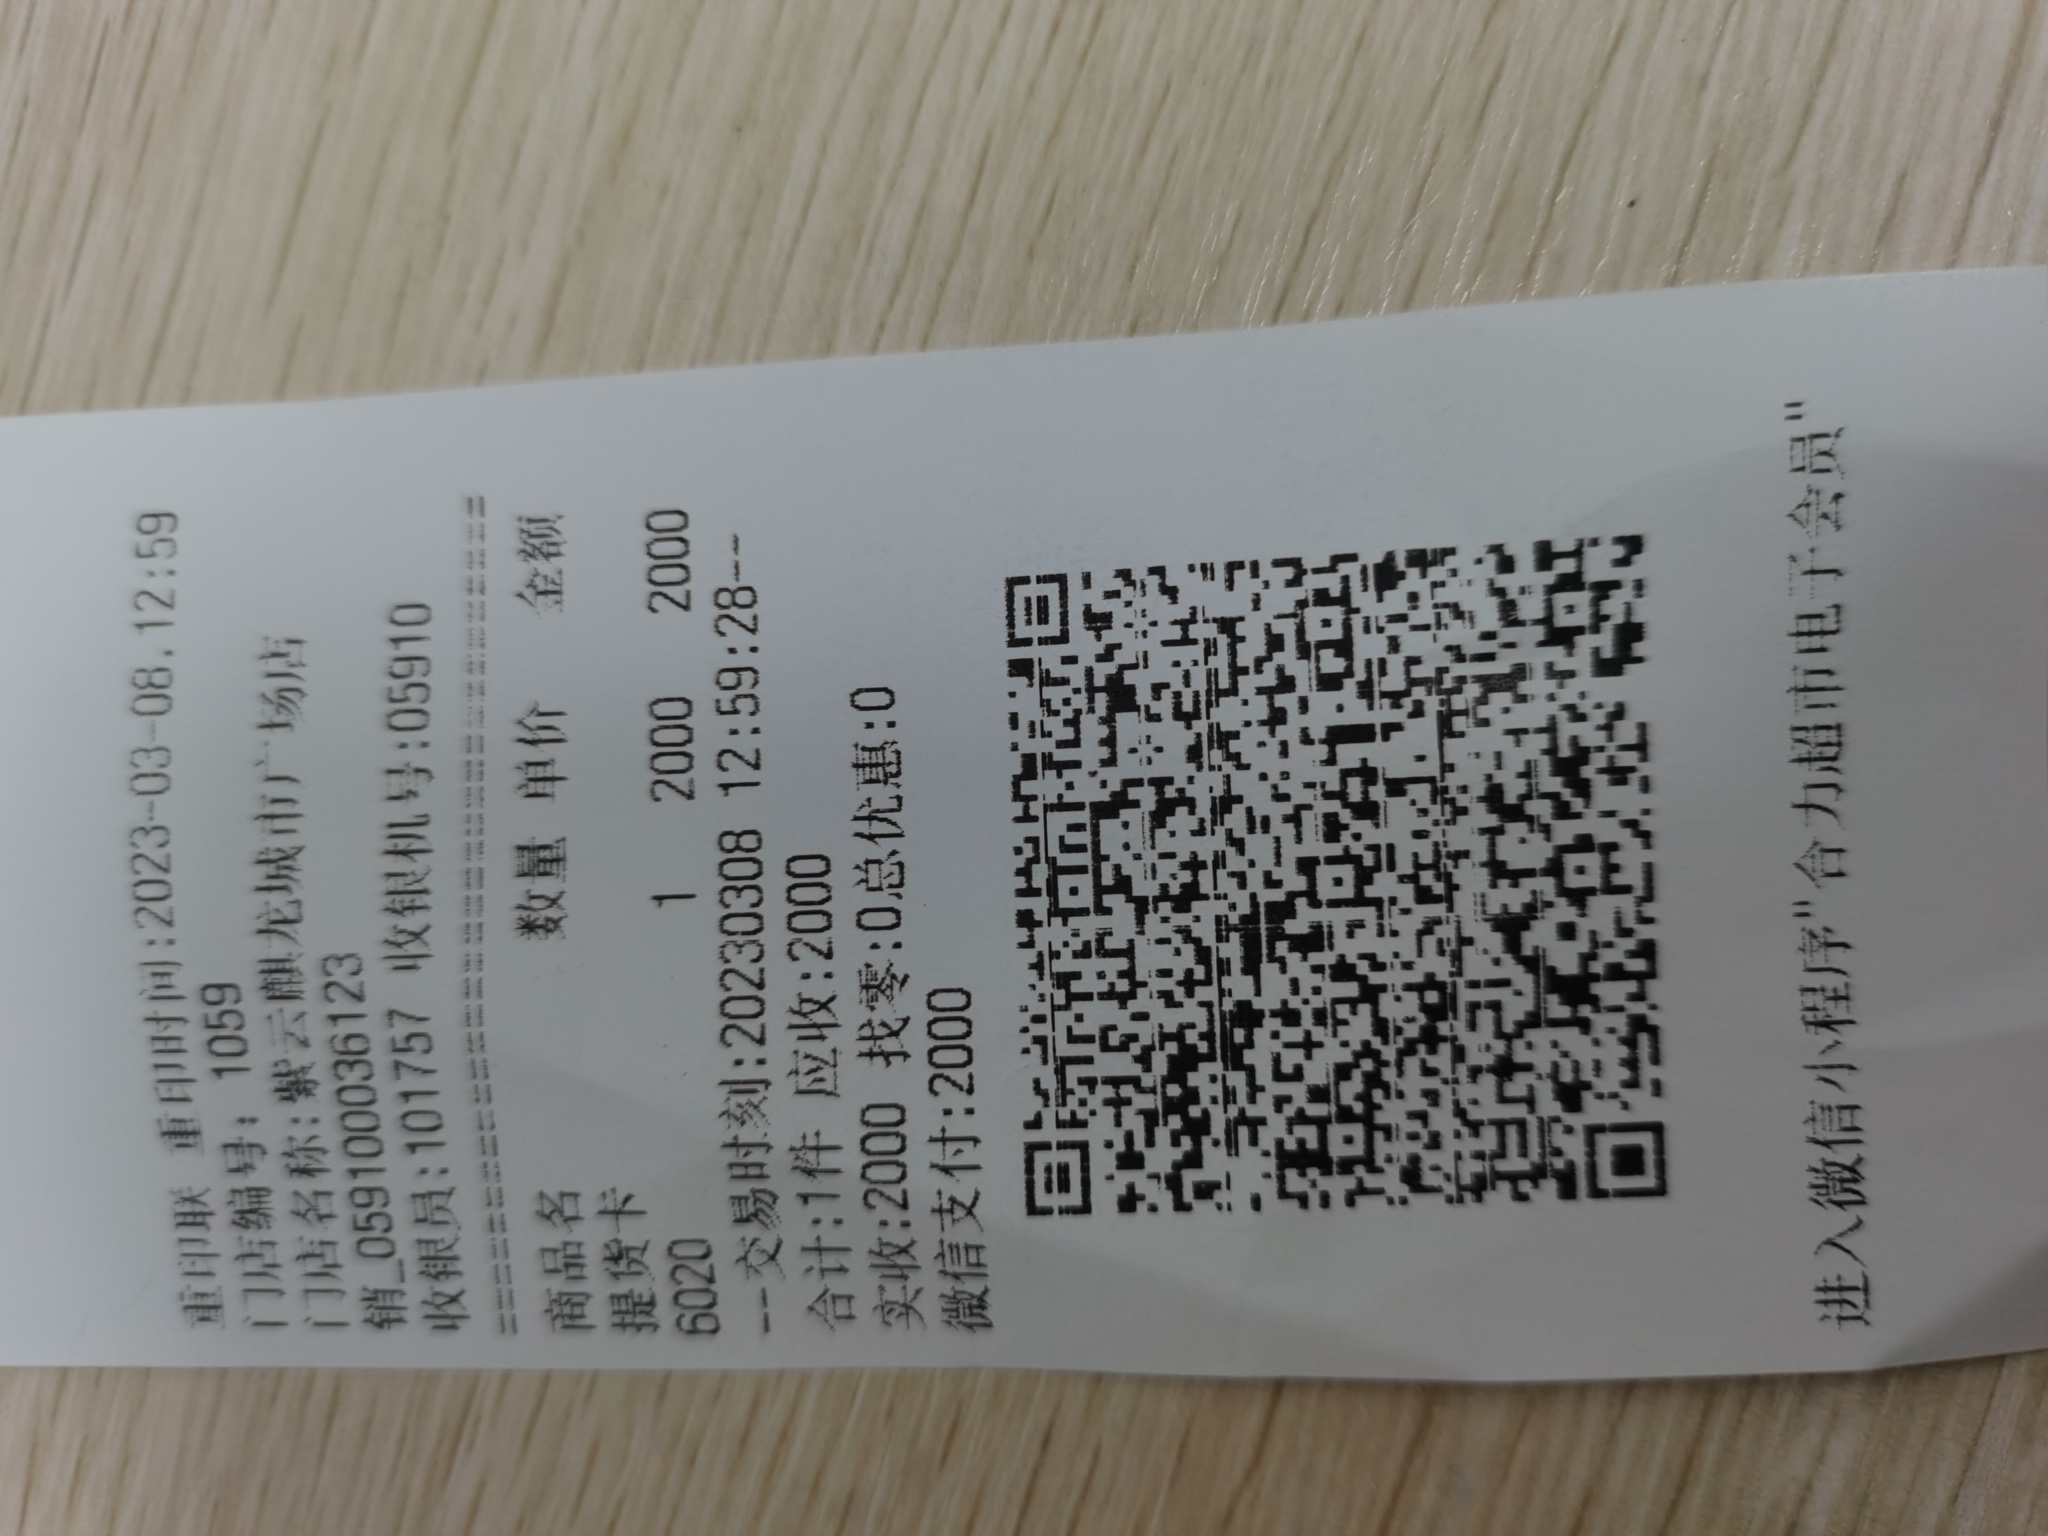 重印联 重印时间:2023-03-08.12:59
门店编号: 1059
门店名称:紫云麒龙城市广场店
销_059100036123
收银员:101757 收银机号:05910
商品名 数量 单价 金额
提货卡
6020 1 2000 2000
--交易时刻:20230308 12:59:28--
合计:1件 应收:2000
实收:2000 找零:0总优惠:0
微信支付:2000
进入微信小程序"合力超市电子会员"